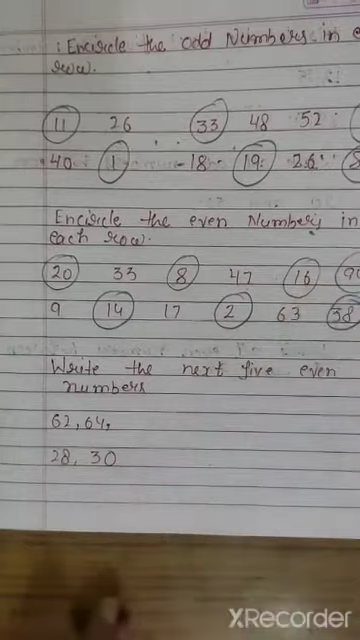 : Encircle the odd Numbers in
row.
11 26 33 48 52
40 1 18 19 26
Encircle the even Numbers in
each row.
20 33 8 47 16 90
9 14 17 2 63 38
Write the next five even
numbers
62, 64,
28, 30
XRecorder